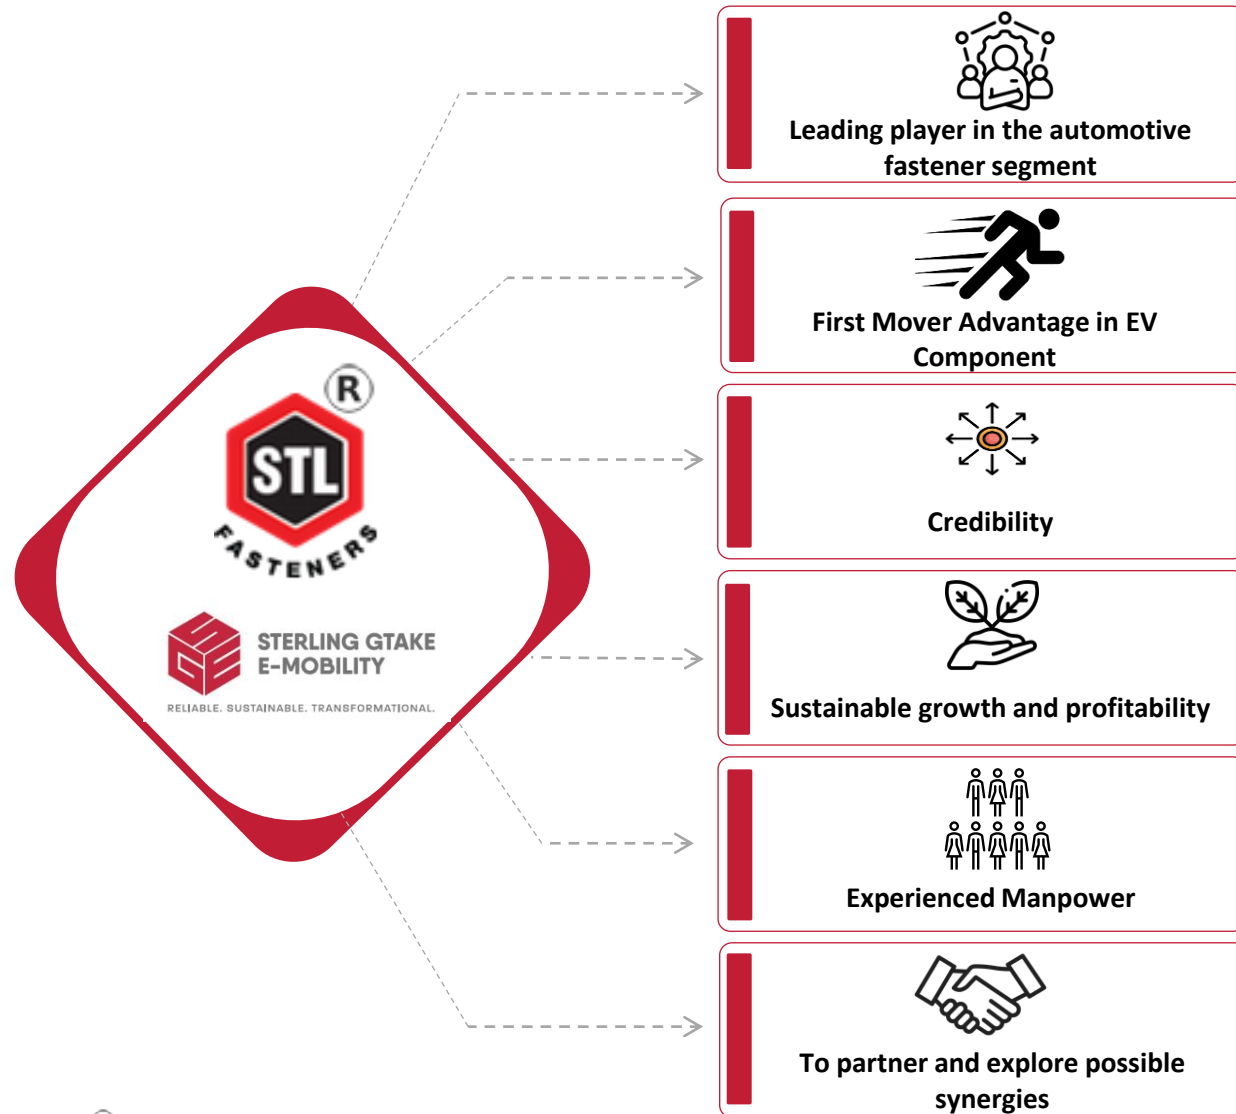 Leading player in the automotive
fastener segment
First Mover Advantage in EV
Component
®
STL
FASTENERS
Credibility
SGE
STERLING GTAKE
E-MOBILITY
RELIABLE. SUSTAINABLE. TRANSFORMATIONAL.
Sustainable growth and profitability
Experienced Manpower
To partner and explore possible
synergies